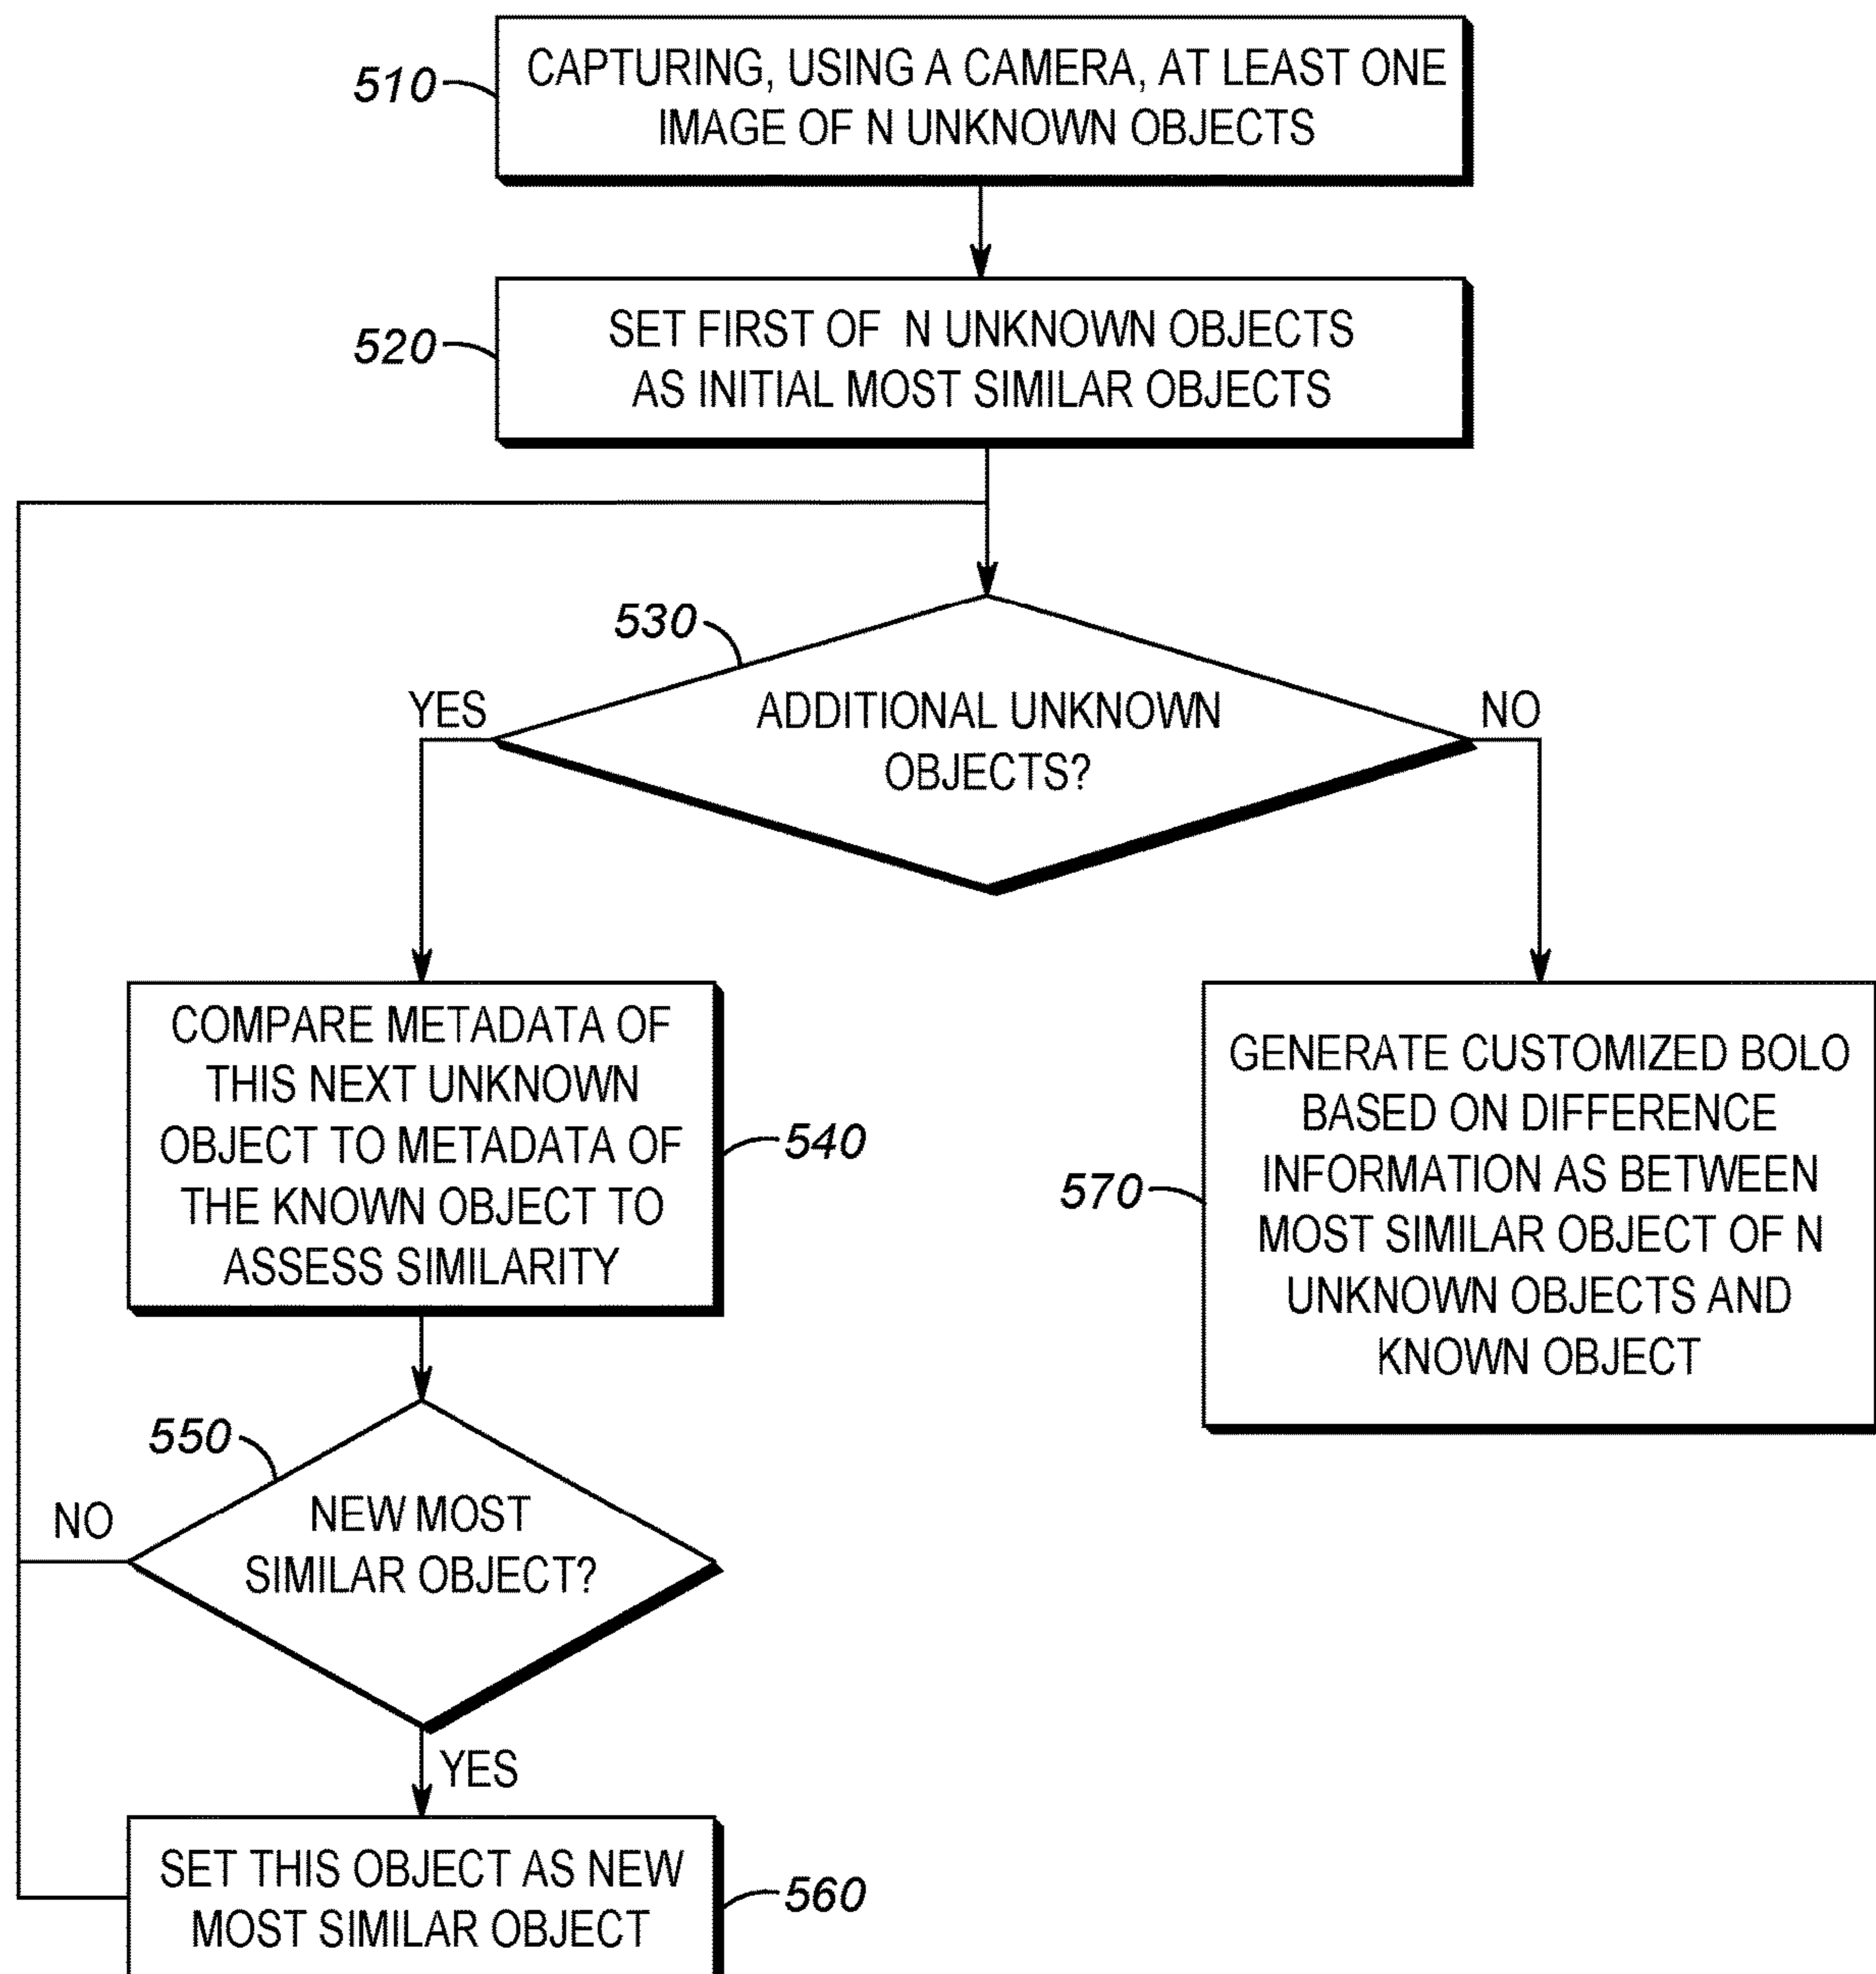 510
CAPTURING, USING A CAMERA, AT LEAST ONE
IMAGE OF N UNKNOWN OBJECTS
520
SET FIRST OF N UNKNOWN OBJECTS
AS INITIAL MOST SIMILAR OBJECTS
530
YES
ADDITIONAL UNKNOWN
OBJECTS?
NO
COMPARE METADATA OF
THIS NEXT UNKNOWN
OBJECT TO METADATA OF
THE KNOWN OBJECT TO
ASSESS SIMILARITY
540
570
GENERATE CUSTOMIZED BOLO
BASED ON DIFFERENCE
INFORMATION AS BETWEEN
MOST SIMILAR OBJECT OF N
UNKNOWN OBJECTS AND
KNOWN OBJECT
550
NO
NEW MOST
SIMILAR OBJECT?
YES
SET THIS OBJECT AS NEW
MOST SIMILAR OBJECT
560